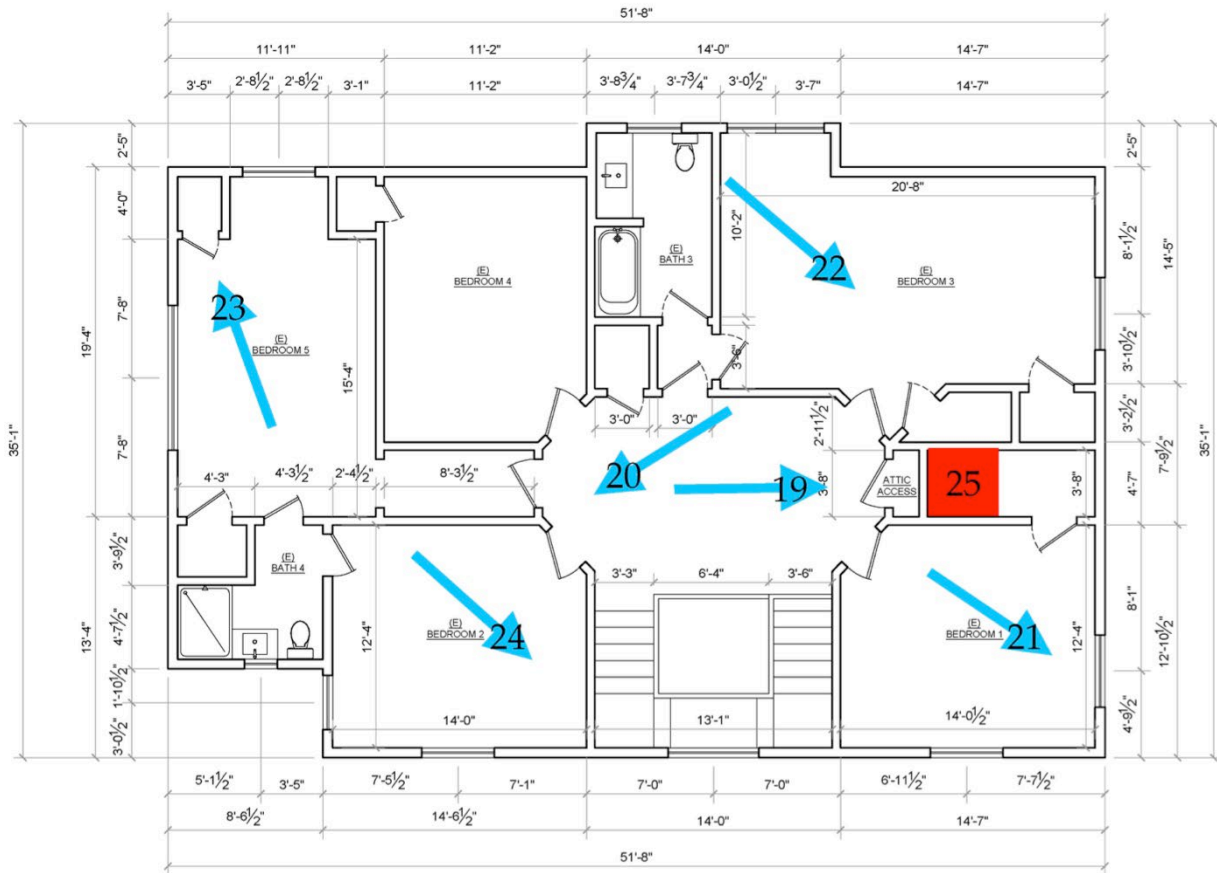 51'-8"
11'-11" 11'-2" 14'-0" 14'-7"
3'-5" 2'-8½" 2'-8½" 3'-1" 11'-2" 3'-8¾" 3'-7¾" 3'-0½" 3'-7" 14'-7"
2'-5"
4'-0"
7'-8"
7'-8"
3'-9½"
4'-7½"
1'-10½"
3'-0½"
19'-4"
13'-4"
35'-1"
2'-5"
8'-1½"
3'-10½"
3'-2½"
4'-7"
8'-1"
4'-9½"
14'-5"
7'-9½"
12'-10½"
35'-1"
20'-8"
10'-2"
22
(E)
BATH 3
(E)
BEDROOM 4
(E)
BEDROOM 3
23
(E)
BEDROOM 5
15'-4"
3'-6"
3'-0" 3'-0"
2'-11½"
4'-3" 4'-3½" 2'-4½" 8'-3½"
20
19
3'-8"
ATTIC
ACCESS
25
3'-8"
(E)
BATH 4
3'-3" 6'-4" 3'-6"
(E)
BEDROOM 2
24
12'-4"
(E)
BEDROOM 1
21
12'-4"
14'-0" 13'-1" 14'-0½"
5'-1½" 3'-5" 7'-5½" 7'-1" 7'-0" 7'-0" 6'-11½" 7'-7½"
8'-6½" 14'-6½" 14'-0" 14'-7"
51'-8"